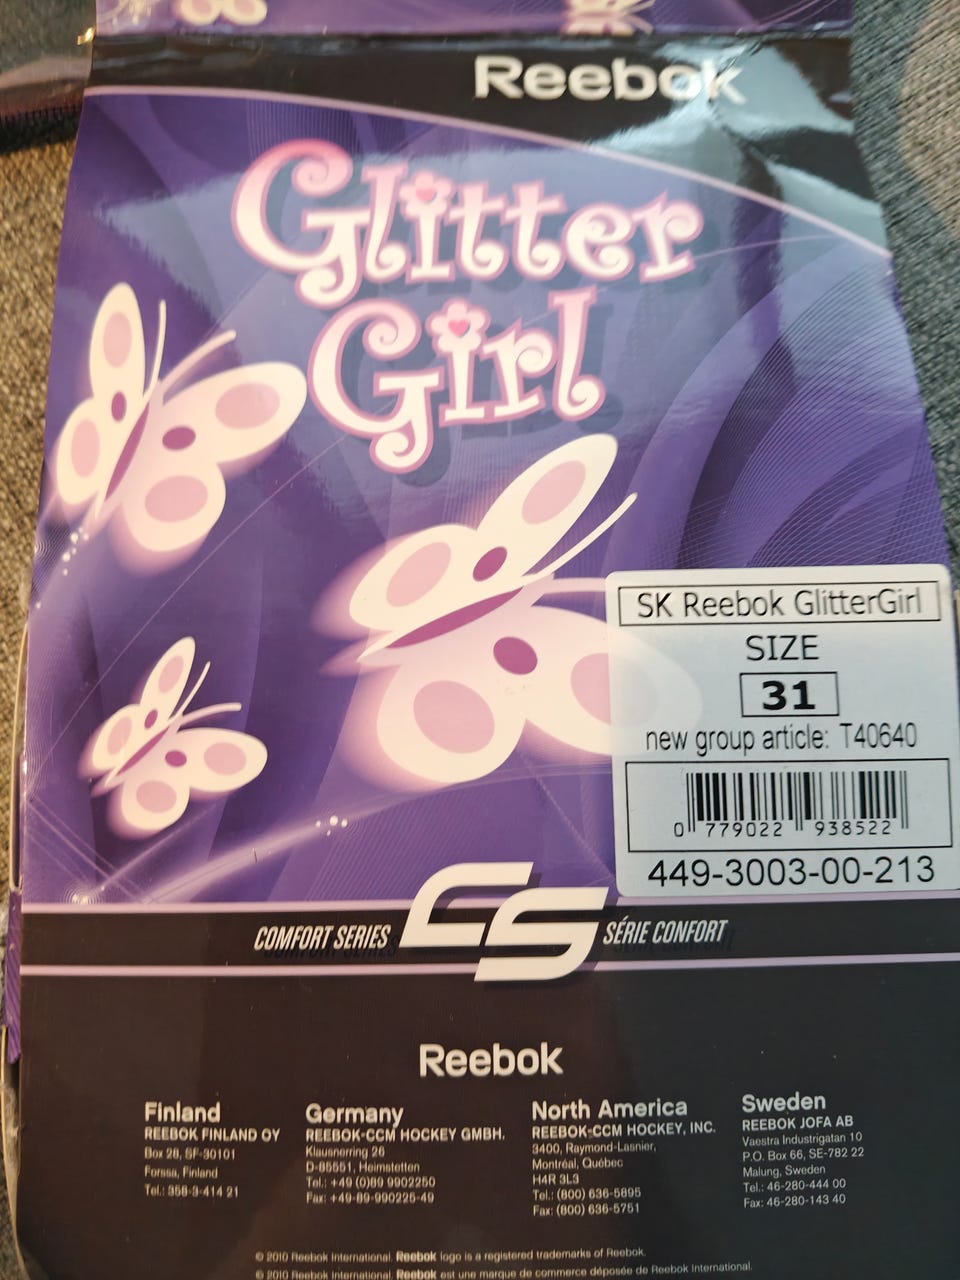 Reebok
Glitter
Girl
SK Reebok GlitterGirl
SIZE
31
new group article: T40640
0 779022 938522
449-3003-00-213
COMFORT SERIES CS SÉRIE CONFORT
Reebok
Finland
REEBOK FINLAND OY
Box 28, SF-30101
Forssa, Finland
Tel.: 358-3-414 21
Germany
REEBOK-CCM HOCKEY GMBH.
Klausnerring 26
D-85551, Heimstetten
Tel.: +49 (0)89 9902250
Fax: +49-89-990225-49
North America
REEBOK-CCM HOCKEY, INC.
3400, Raymond-Lasnier,
Montréal, Québec
H4R 3L3
Tel.: (800) 636-5895
Fax: (800) 636-5751
Sweden
REEBOK JOFA AB
Vaestra Industrigatan 10
P.O. Box 66, SE-782 22
Malung, Sweden
Tel.: 46-280-444 00
Fax: 46-280-143 40
© 2010 Reebok International. Reebok logo is a registered trademarks of Reebok.
© 2010 Reebok International. Reebok est une marque de commerce déposée de Reebok International.